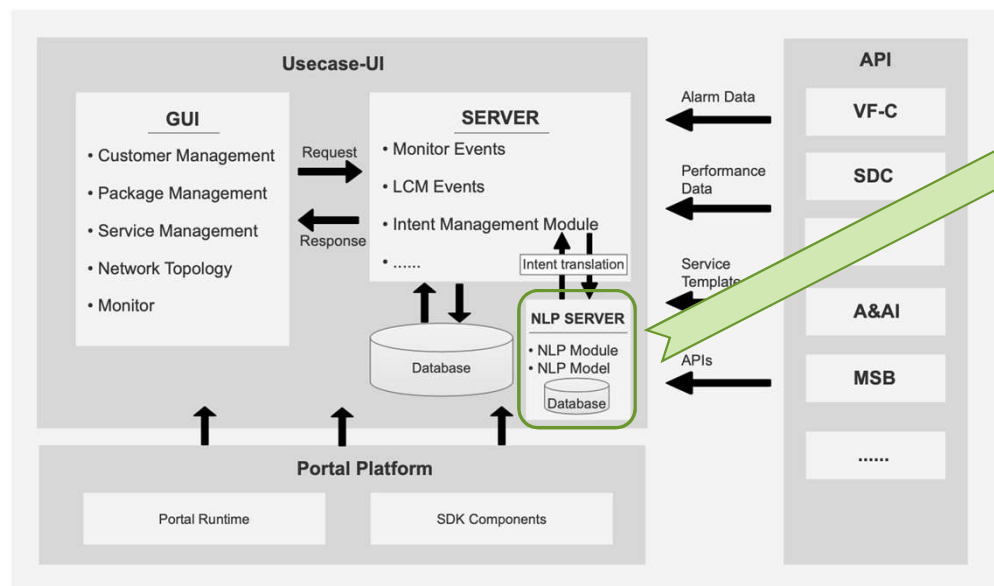 Usecase-UI
GUI
• Customer Management
• Package Management
• Service Management
• Network Topology
• Monitor
Request
Response
SERVER
• Monitor Events
• LCM Events
• Intent Management Module
• ......
Intent translation
Database
NLP SERVER
• NLP Module
• NLP Model
Database
Alarm Data
Performance
Data
Service
Template
APIs
API
VF-C
SDC
A&AI
MSB
......
Portal Platform
Portal Runtime
SDK Components